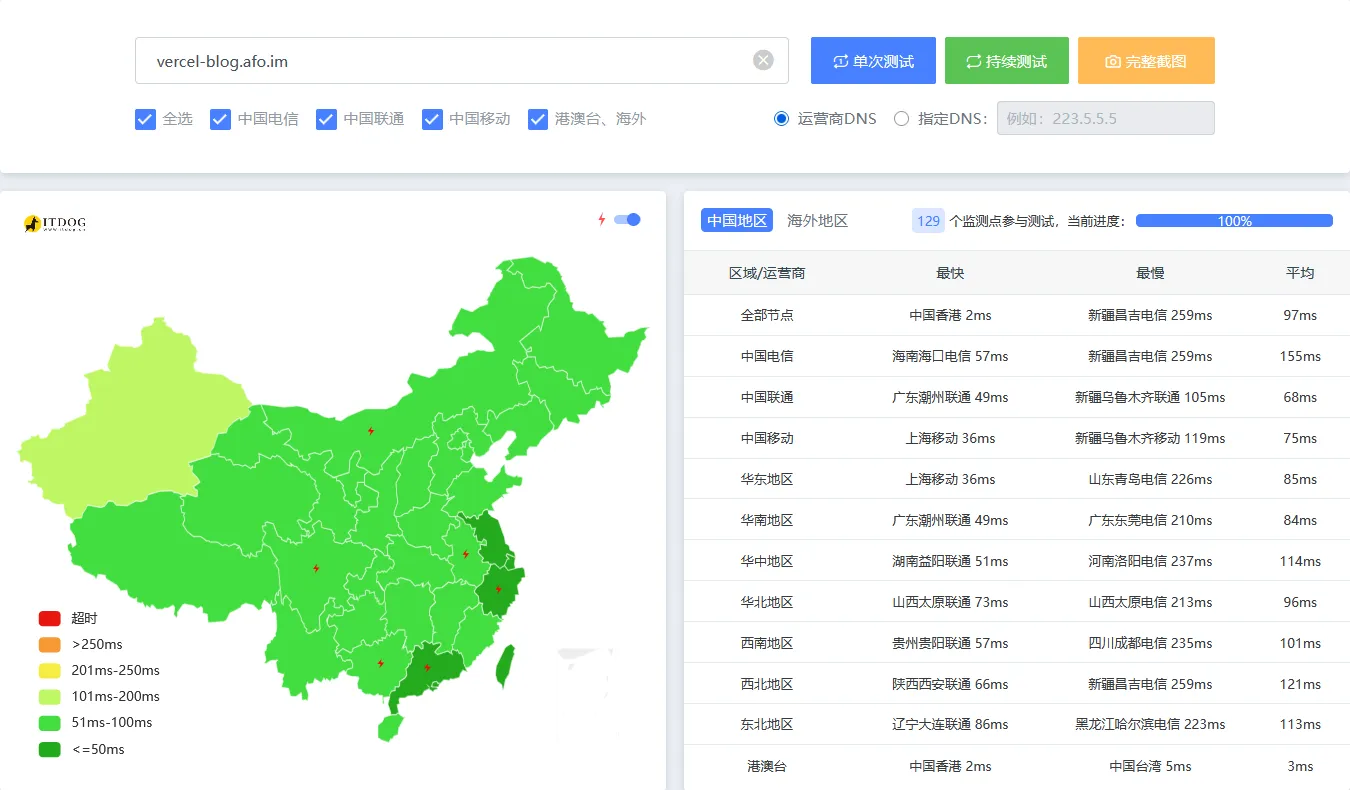 vercel-blog.afo.im
单次测试
持续测试
完整截图
全选 中国电信 中国联通 中国移动 港澳台、海外
运营商DNS 指定DNS: 例如：223.5.5.5
ITDOG
中国地区 海外地区 129 个监测点参与测试，当前进度： 100%
区域/运营商 最快 最慢 平均
全部节点 中国香港 2ms 新疆昌吉电信 259ms 97ms
中国电信 海南海口电信 57ms 新疆昌吉电信 259ms 155ms
中国联通 广东潮州联通 49ms 新疆乌鲁木齐联通 105ms 68ms
中国移动 上海移动 36ms 新疆乌鲁木齐移动 119ms 75ms
华东地区 上海移动 36ms 山东青岛电信 226ms 85ms
华南地区 广东潮州联通 49ms 广东东莞电信 210ms 84ms
华中地区 湖南益阳联通 51ms 河南洛阳电信 237ms 114ms
华北地区 山西太原联通 73ms 山西太原电信 213ms 96ms
西南地区 贵州贵阳联通 57ms 四川成都电信 235ms 101ms
西北地区 陕西西安联通 66ms 新疆昌吉电信 259ms 121ms
东北地区 辽宁大连联通 86ms 黑龙江哈尔滨电信 223ms 113ms
港澳台 中国香港 2ms 中国台湾 5ms 3ms
超时
>250ms
201ms-250ms
101ms-200ms
51ms-100ms
<=50ms